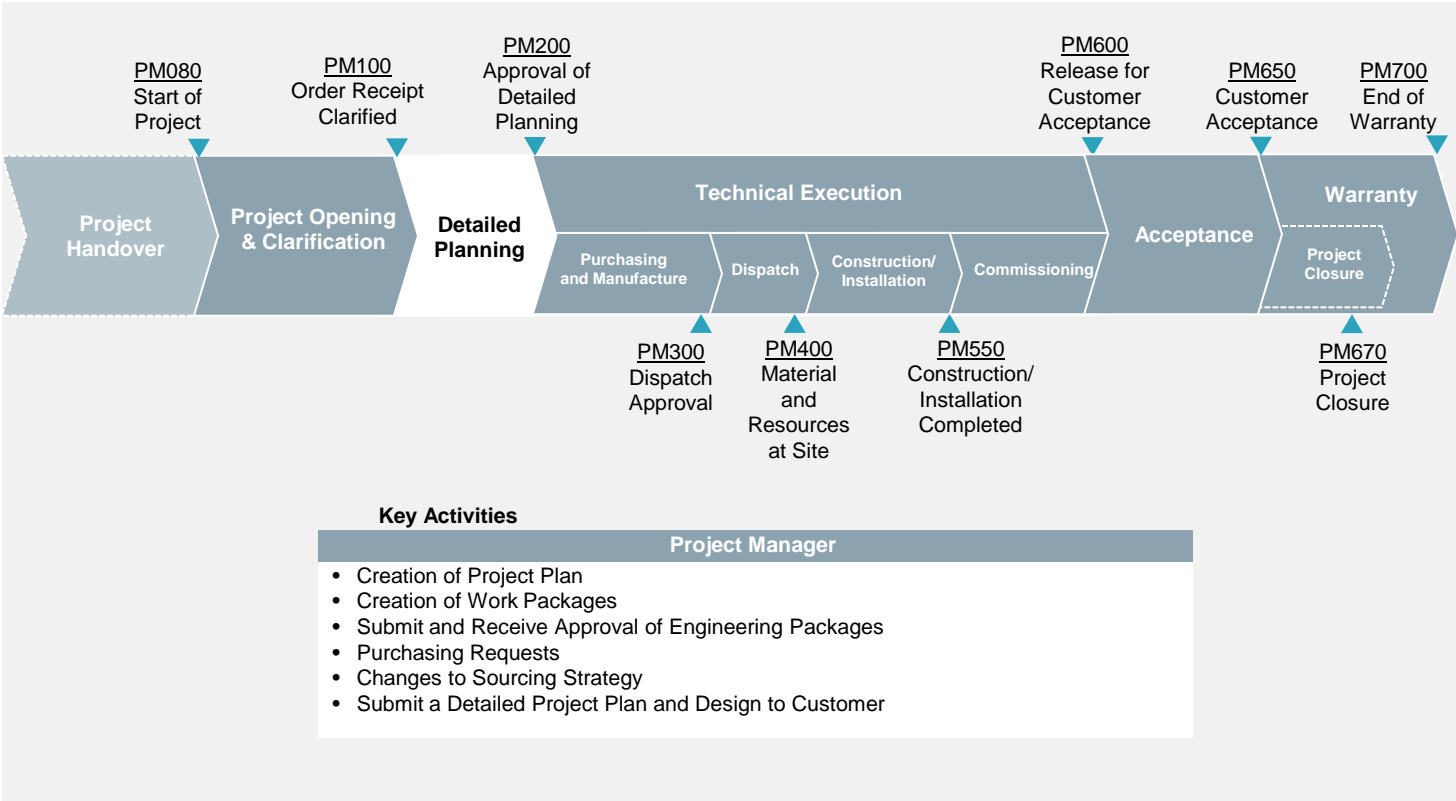 PM080
Start of
Project
PM100
Order Receipt
Clarified
PM200
Approval of
Detailed
Planning
PM600
Release for
Customer
Acceptance
PM650
Customer
Acceptance
PM700
End of
Warranty
Project
Handover
Project Opening
& Clarification
Detailed
Planning
Technical Execution
Purchasing
and Manufacture
Dispatch
Construction/
Installation
Commissioning
Acceptance
Warranty
Project
Closure
PM300
Dispatch
Approval
PM400
Material
and
Resources
at Site
PM550
Construction/
Installation
Completed
PM670
Project
Closure
Key Activities
Project Manager
• Creation of Project Plan
• Creation of Work Packages
• Submit and Receive Approval of Engineering Packages
• Purchasing Requests
• Changes to Sourcing Strategy
• Submit a Detailed Project Plan and Design to Customer